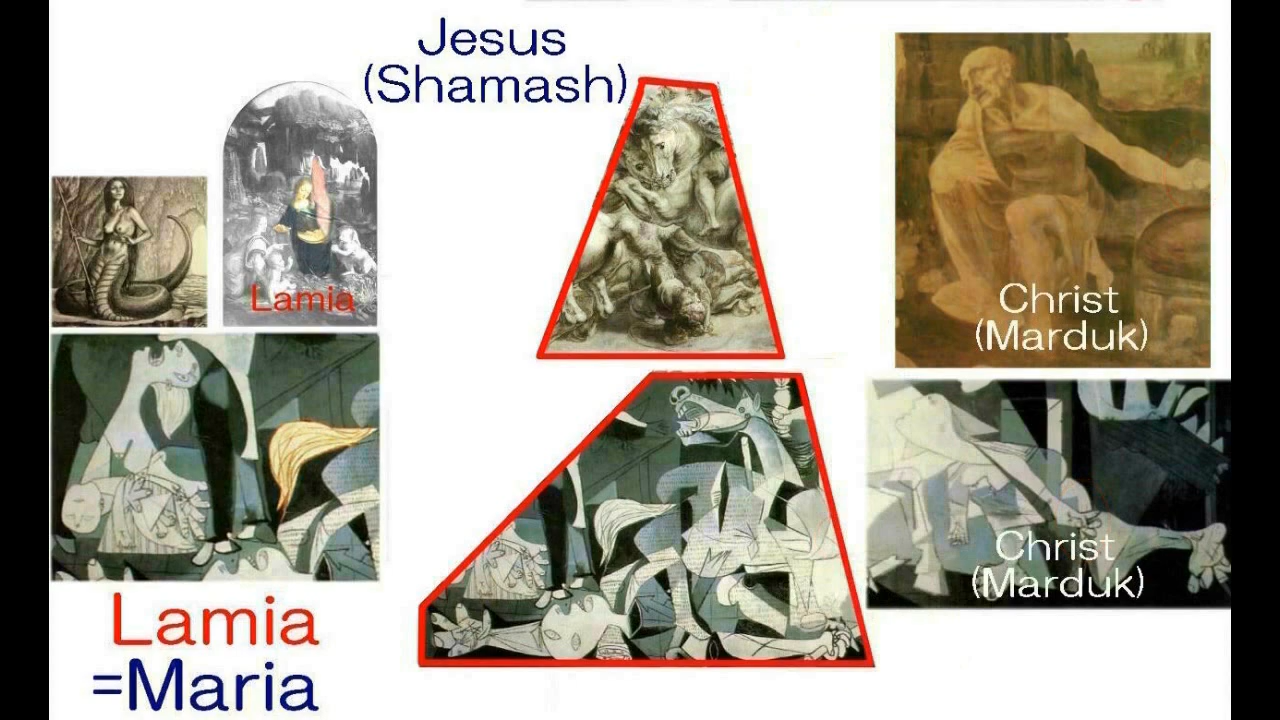 Jesus
(Shamash)
Lamia
Christ
(Marduk)
Christ
(Marduk)
Lamia
=Maria